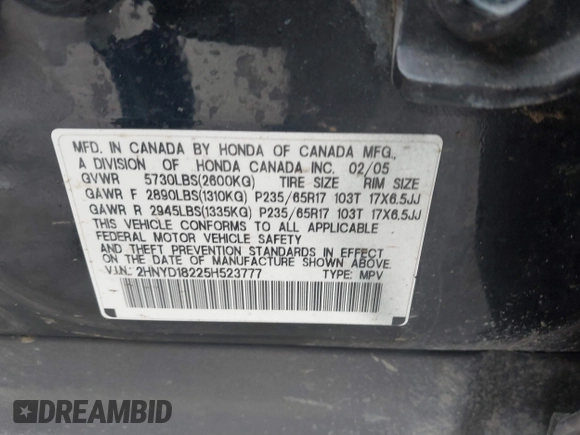 MFD. IN CANADA BY HONDA OF CANADA MFG.,
A DIVISION OF HONDA CANADA INC. 02/05
GVWR 5730LBS(2600KG) TIRE SIZE RIM SIZE
GAWR F 2890LBS(1310KG) P235/65R17 103T 17X6.5JJ
GAWR R 2945LBS(1335KG) P235/65R17 103T 17X6.5JJ
THIS VEHICLE CONFORMS TO ALL APPLICABLE
FEDERAL MOTOR VEHICLE SAFETY
AND THEFT PREVENTION STANDARDS IN EFFECT
ON THE DATE OF MANUFACTURE SHOWN ABOVE.
V.I.N.: 2HNYD18225H523777 TYPE: MPV
DREAMBID